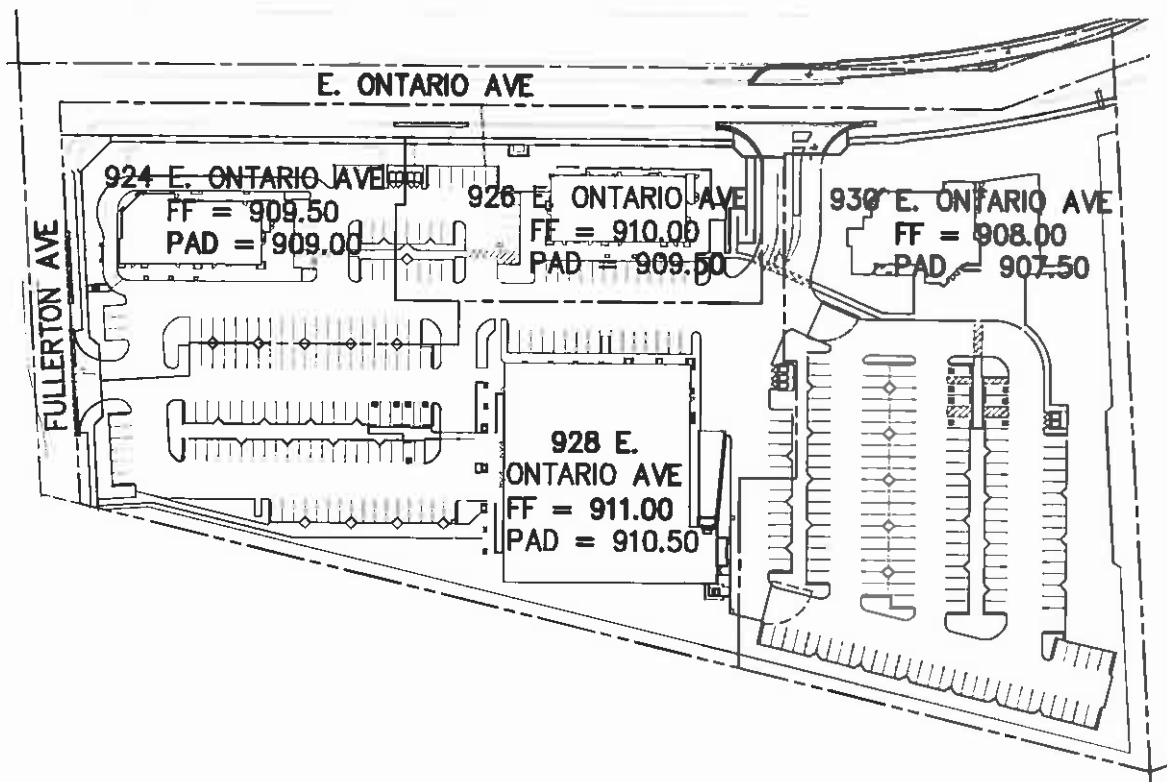 E. ONTARIO AVE
924 E. ONTARIO AVE
FF = 909.50
PAD = 909.00
926 E. ONTARIO AVE
FF = 910.00
PAD = 909.50
930 E. ONTARIO AVE
FF = 908.00
PAD = 907.50
FULLERTON AVE
928 E.
ONTARIO AVE
FF = 911.00
PAD = 910.50